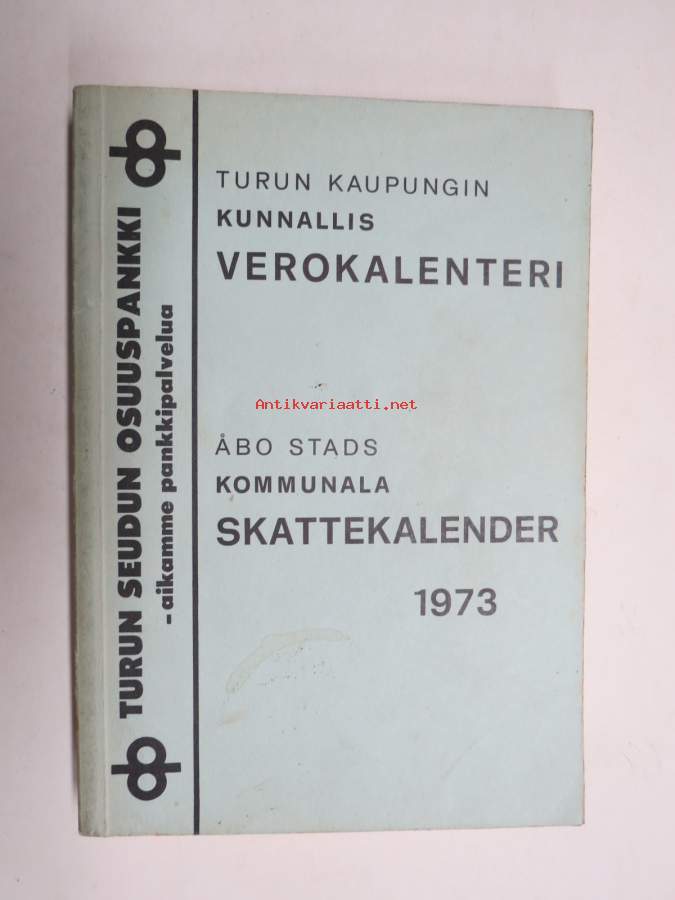 TURUN SEUDUN OSUUSPANKKI
-aikamme pankkipalvelua
TURUN KAUPUNGIN
KUNNALLIS
VEROKALENTERI
Antikvariaatti.net
ÅBO STADS
KOMMUNALA
SKATTEKALENDER
1973